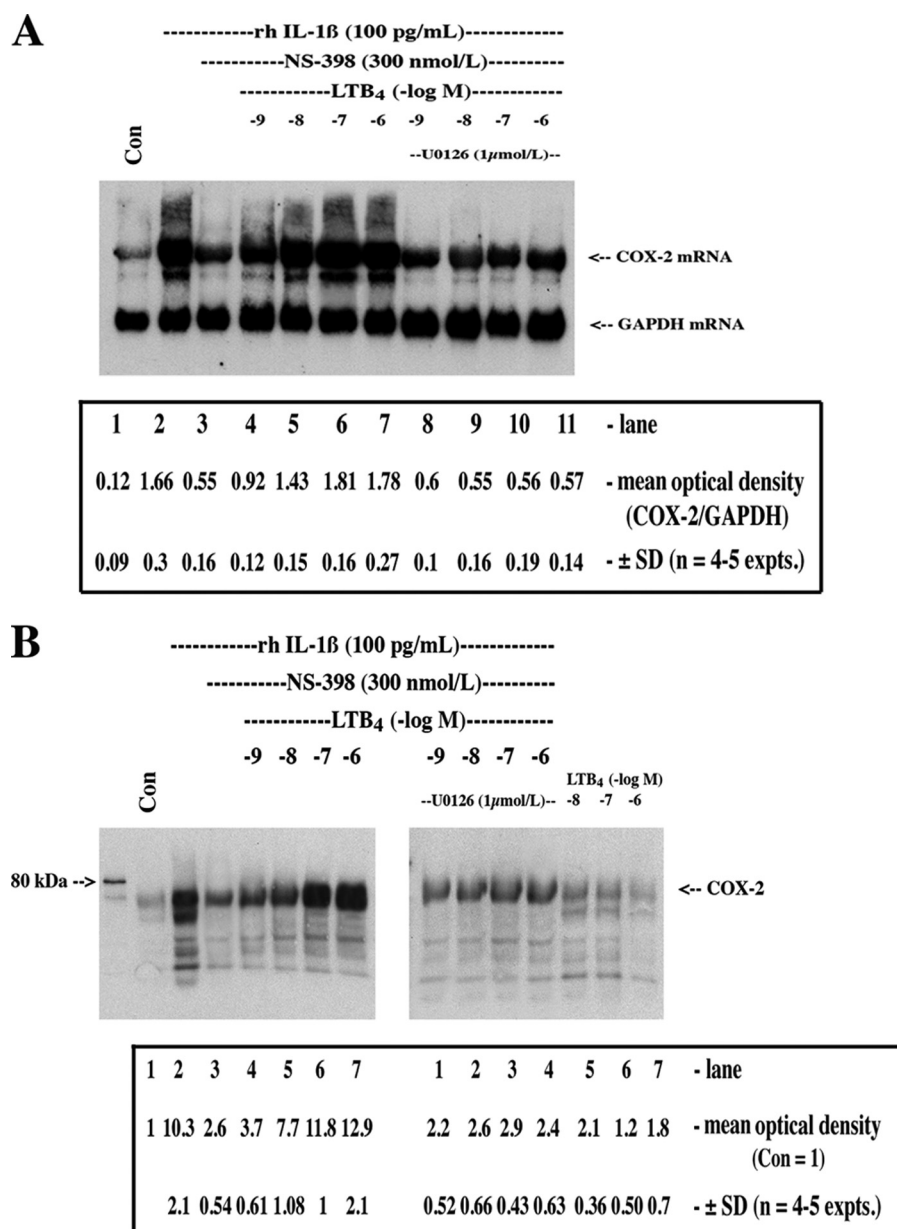 A
------------rh IL-1ß (100 pg/mL)-------------
----------NS-398 (300 nmol/L)-----------
------------LTB4 (-log M)-------------
-9 -8 -7 -6 -9 -8 -7 -6
Con
--U0126 (1µmol/L)--
<-- COX-2 mRNA
<-- GAPDH mRNA
1 2 3 4 5 6 7 8 9 10 11 - lane
0.12 1.66 0.55 0.92 1.43 1.81 1.78 0.6 0.55 0.56 0.57 - mean optical density
(COX-2/GAPDH)
0.09 0.3 0.16 0.12 0.15 0.16 0.27 0.1 0.16 0.19 0.14 - ± SD (n = 4-5 expts.)
B
------------rh IL-1ß (100 pg/mL)-------------
-----------NS-398 (300 nmol/L)-----------
------------LTB4 (-log M)-------------
-9 -8 -7 -6 -9 -8 -7 -6
Con
LTB4 (-log M)
--U0126 (1µmol/L)-- -8 -7 -6
80 kDa -->
<-- COX-2
1 2 3 4 5 6 7 1 2 3 4 5 6 7 - lane
1 10.3 2.6 3.7 7.7 11.8 12.9 2.2 2.6 2.9 2.4 2.1 1.2 1.8 - mean optical density
(Con = 1)
2.1 0.54 0.61 1.08 1 2.1 0.52 0.66 0.43 0.63 0.36 0.50 0.7 - ± SD (n = 4-5 expts.)